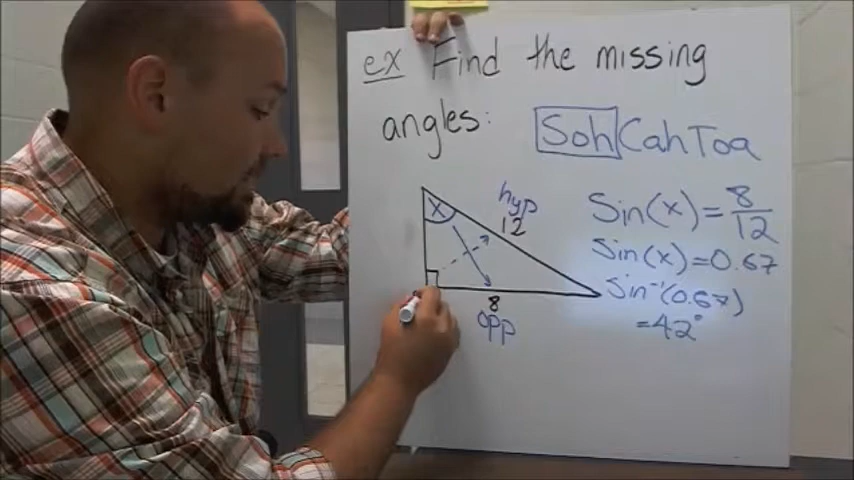 ex Find the missing
angles:
SohCahToa
x
hyp
12
8
opp
Sin(x)=8/12
Sin(x)=0.67
Sin⁻¹(0.67)
=42°